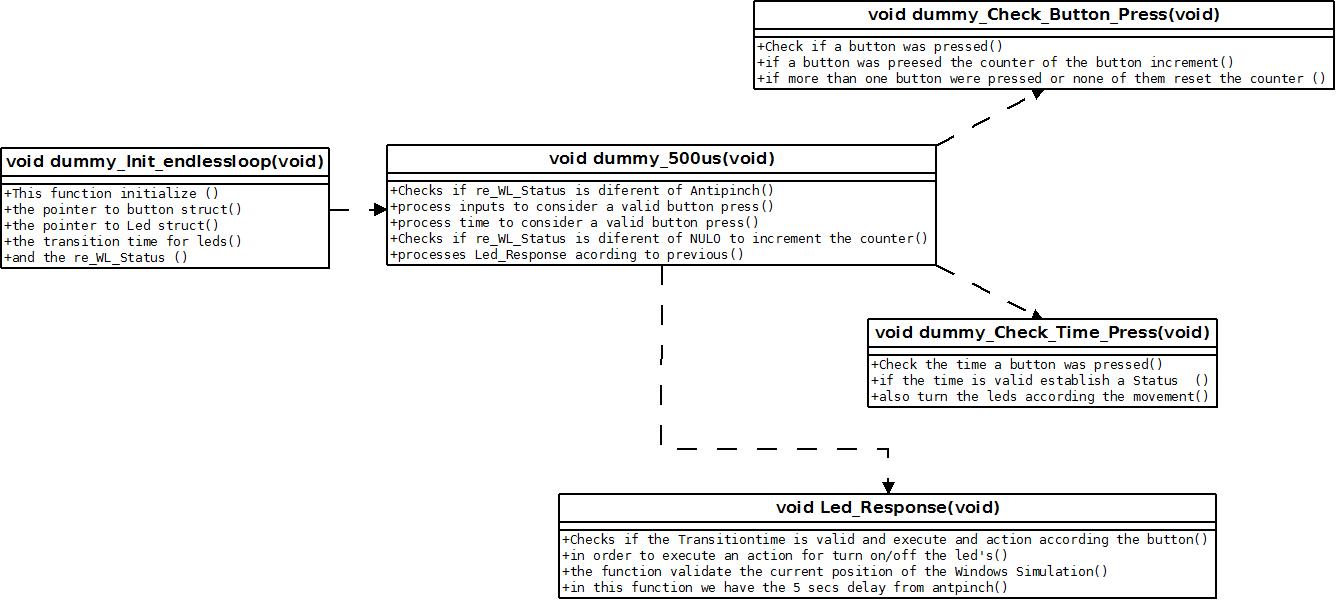 void dummy_Check_Button_Press(void)
+Check if a button was pressed()
+if a button was preesed the counter of the button increment()
+if more than one button were pressed or none of them reset the counter ()
void dummy_Init_endlessloop(void)
+This function initialize ()
+the pointer to button struct()
+the pointer to Led struct()
+the transition time for leds()
+and the re_WL_Status ()
void dummy_500us(void)
+Checks if re_WL_Status is diferent of Antipinch()
+process inputs to consider a valid button press()
+process time to consider a valid button press()
+Checks if re_WL_Status is diferent of NULO to increment the counter()
+processes Led_Response acording to previous()
void dummy_Check_Time_Press(void)
+Check the time a button was pressed()
+if the time is valid establish a Status  ()
+also turn the leds according the movement()
void Led_Response(void)
+Checks if the Transitiontime is valid and execute and action according the button()
+in order to execute an action for turn on/off the led's()
+the function validate the current position of the Windows Simulation()
+in this function we have the 5 secs delay from antpinch()